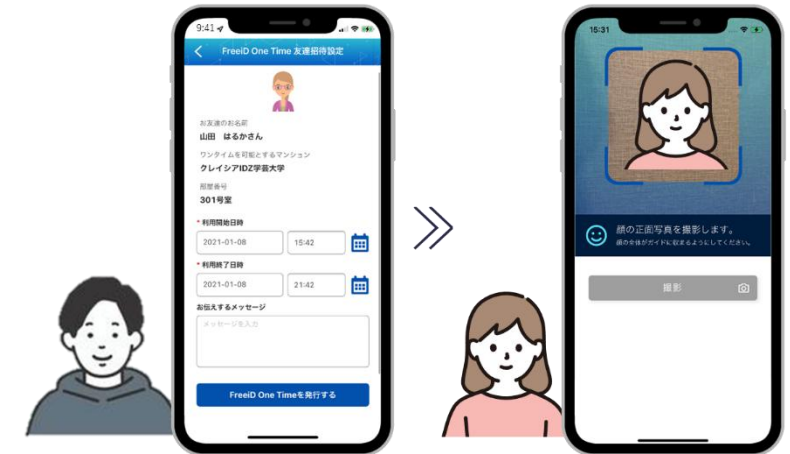 9:41
FreeiD One Time 友達招待設定
お友達のお名前
山田 はるかさん
ワンタイムを可能とするマンション
クレイシアIDZ学芸大学
部屋番号
301号室
* 利用開始日時
2021-01-08 15:42
* 利用終了日時
2021-01-08 21:42
お伝えするメッセージ
メッセージを入力
FreeiD One Timeを発行する
15:31
顔の正面写真を撮影します。
顔の全体がガイドに収まるようにしてください。
撮影